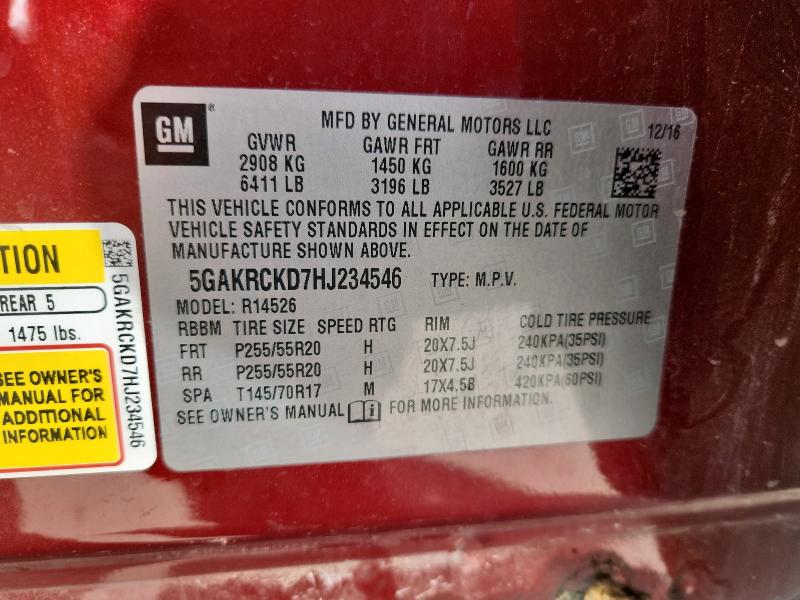 GM
®
MFD BY GENERAL MOTORS LLC
12/16
GVWR GAWR FRT GAWR RR
2908 KG 1450 KG 1600 KG
6411 LB 3196 LB 3527 LB
THIS VEHICLE CONFORMS TO ALL APPLICABLE U.S. FEDERAL MOTOR
VEHICLE SAFETY STANDARDS IN EFFECT ON THE DATE OF
MANUFACTURE SHOWN ABOVE.
5GAKRCKD7HJ234546 TYPE: M.P.V.
MODEL: R14526
RBBM TIRE SIZE SPEED RTG RIM COLD TIRE PRESSURE
FRT P255/55R20 H 20X7.5J 240KPA(35PSI)
RR P255/55R20 H 20X7.5J 240KPA(35PSI)
SPA T145/70R17 M 17X4.5B 420KPA(60PSI)
SEE OWNER'S MANUAL FOR MORE INFORMATION.
TION
REAR 5
1475 lbs.
SEE OWNER'S
MANUAL FOR
ADDITIONAL
INFORMATION
5GAKRCKD7HJ234546